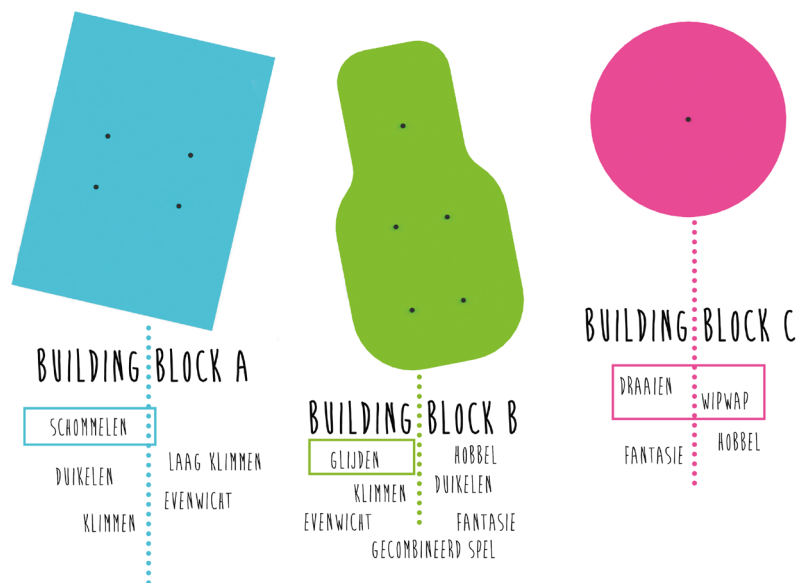 BUILDING BLOCK A
SCHOMMELEN
LAAG KLIMMEN
DUIKELEN
EVENWICHT
KLIMMEN
BUILDING BLOCK B
GLIJDEN
HOBBEL
KLIMMEN
DUIKELEN
EVENWICHT
FANTASIE
GECOMBINEERD SPEL
BUILDING BLOCK C
DRAAIEN
WIPWAP
HOBBEL
FANTASIE